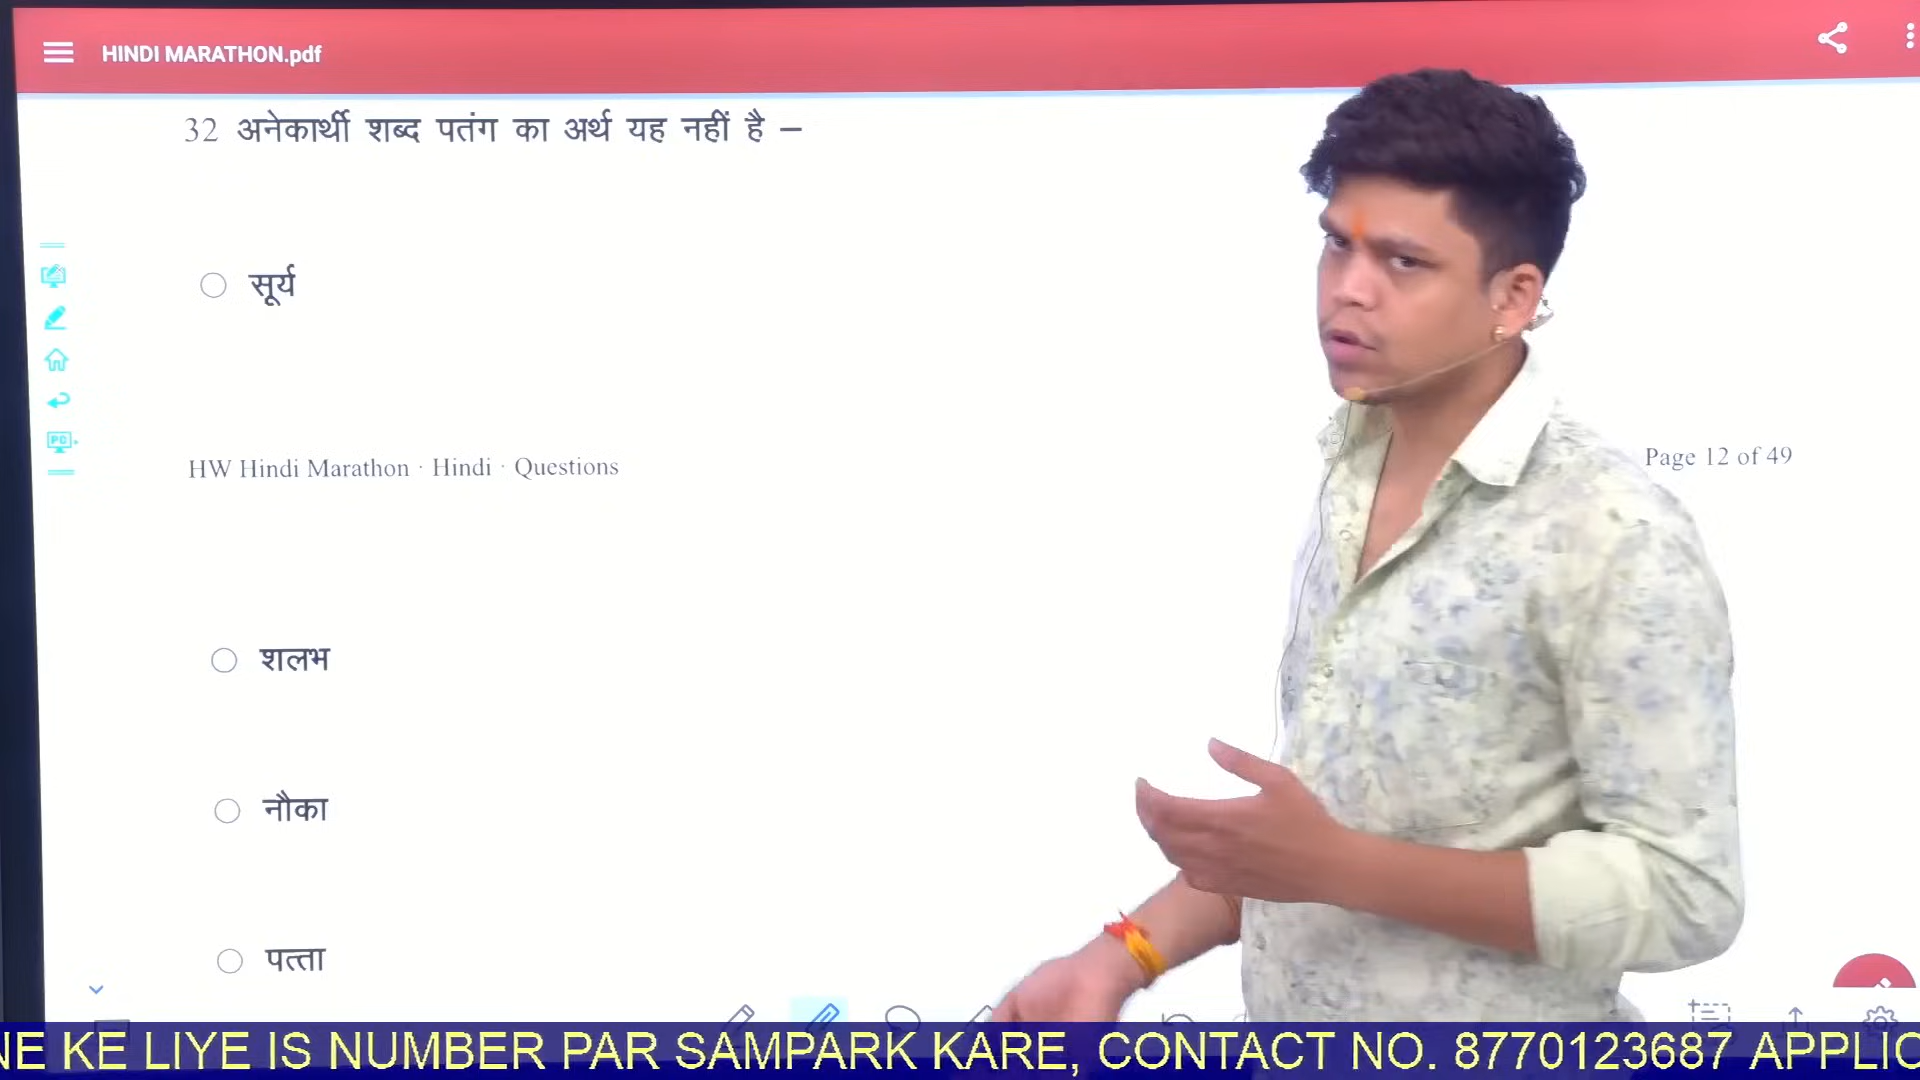 HINDI MARATHON.pdf
32 अनेकार्थी शब्द पतंग का अर्थ यह नहीं है –
सूर्य
HW Hindi Marathon · Hindi · Questions
Page 12 of 49
शलभ
नौका
पत्ता
NE KE LIYE IS NUMBER PAR SAMPARK KARE, CONTACT NO. 8770123687 APPLIC